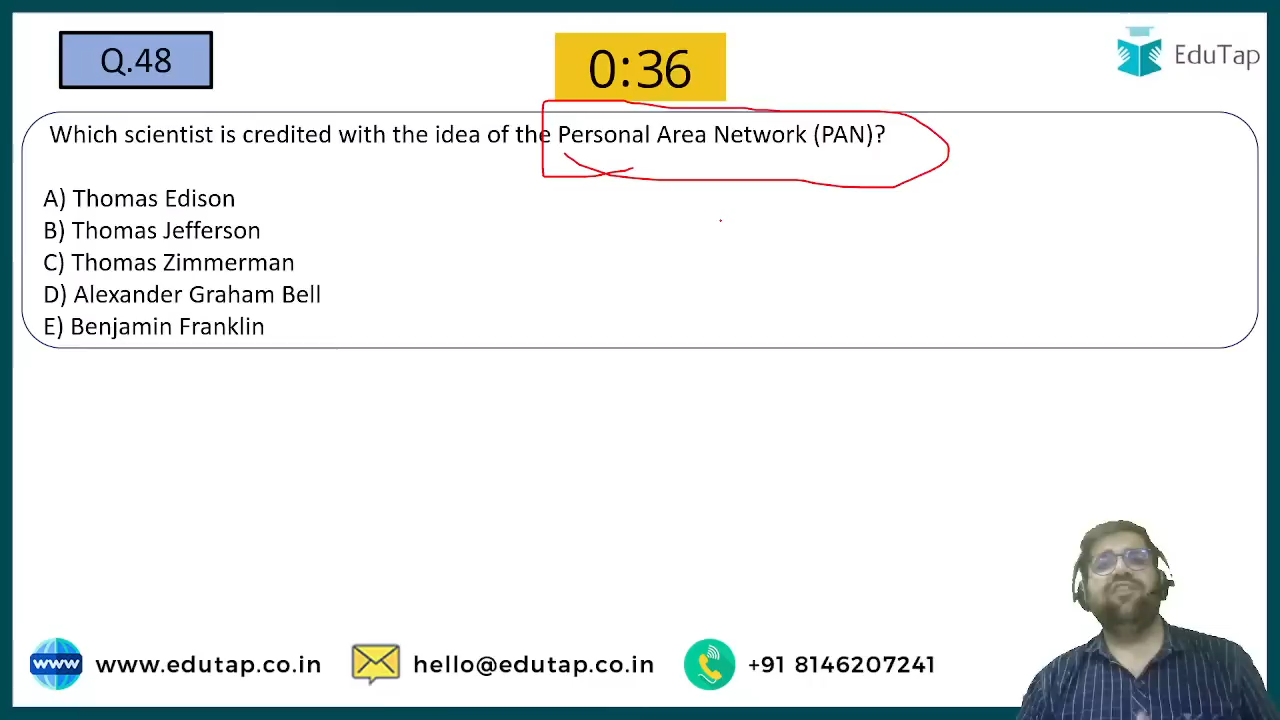 Q.48
0:36
EduTap
Which scientist is credited with the idea of the Personal Area Network (PAN)?
A) Thomas Edison
B) Thomas Jefferson
C) Thomas Zimmerman
D) Alexander Graham Bell
E) Benjamin Franklin
www www.edutap.co.in hello@edutap.co.in +91 8146207241